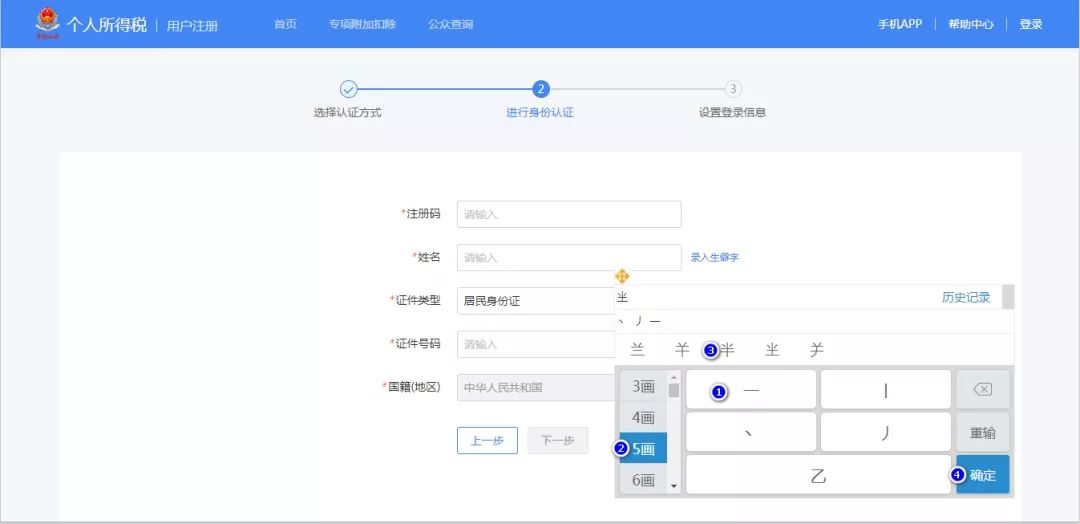 个人所得税 | 用户注册 首页 专项附加扣除 公众查询 手机APP | 帮助中心 | 登录
2 3
选择认证方式 进行身份认证 设置登录信息
*注册码 请输入
*姓名 请输入 录入生僻字
*证件类型 居民身份证
*证件号码 请输入
*国籍(地区) 中华人民共和国
上一步 下一步
历史记录
丶 丿 一
兰 羊 3 半
3画 1 一 丨
4画 丶 丿 重输
2 5画
6画 乙 4 确定